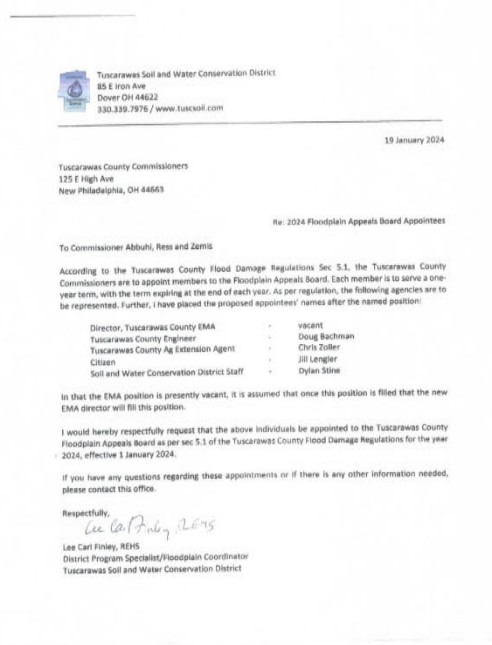 Tuscarawas Soil and Water Conservation District
85 E Iron Ave
Dover OH 44622
330.339.7976 / www.tuscsoil.com
19 January 2024
Tuscarawas County Commissioners
125 E High Ave
New Philadelphia, OH 44663
Re: 2024 Floodplain Appeals Board Appointees
To Commissioner Abbuhl, Ress and Zemis
According to the Tuscarawas County Flood Damage Regulations Sec 5.1, the Tuscarawas County
Commissioners are to appoint members to the Floodplain Appeals Board. Each member is to serve a one-
year term, with the term expiring at the end of each year. As per regulation, the following agencies are to
be represented. Further, I have placed the proposed appointees' names after the named position:
Director, Tuscarawas County EMA - vacant
Tuscarawas County Engineer - Doug Bachman
Tuscarawas County Ag Extension Agent - Chris Zoller
Citizen - Jill Lengler
Soil and Water Conservation District Staff - Dylan Stine
In that the EMA position is presently vacant, it is assumed that once this position is filled that the new
EMA director will fill this position.
I would hereby respectfully request that the above individuals be appointed to the Tuscarawas County
Floodplain Appeals Board as per sec 5.1 of the Tuscarawas County Flood Damage Regulations for the year
2024, effective 1 January 2024.
If you have any questions regarding these appointments or if there is any other information needed,
please contact this office.
Respectfully,
Lee Carl Finley, REHS
Lee Carl Finley, REHS
District Program Specialist/Floodplain Coordinator
Tuscarawas Soil and Water Conservation District